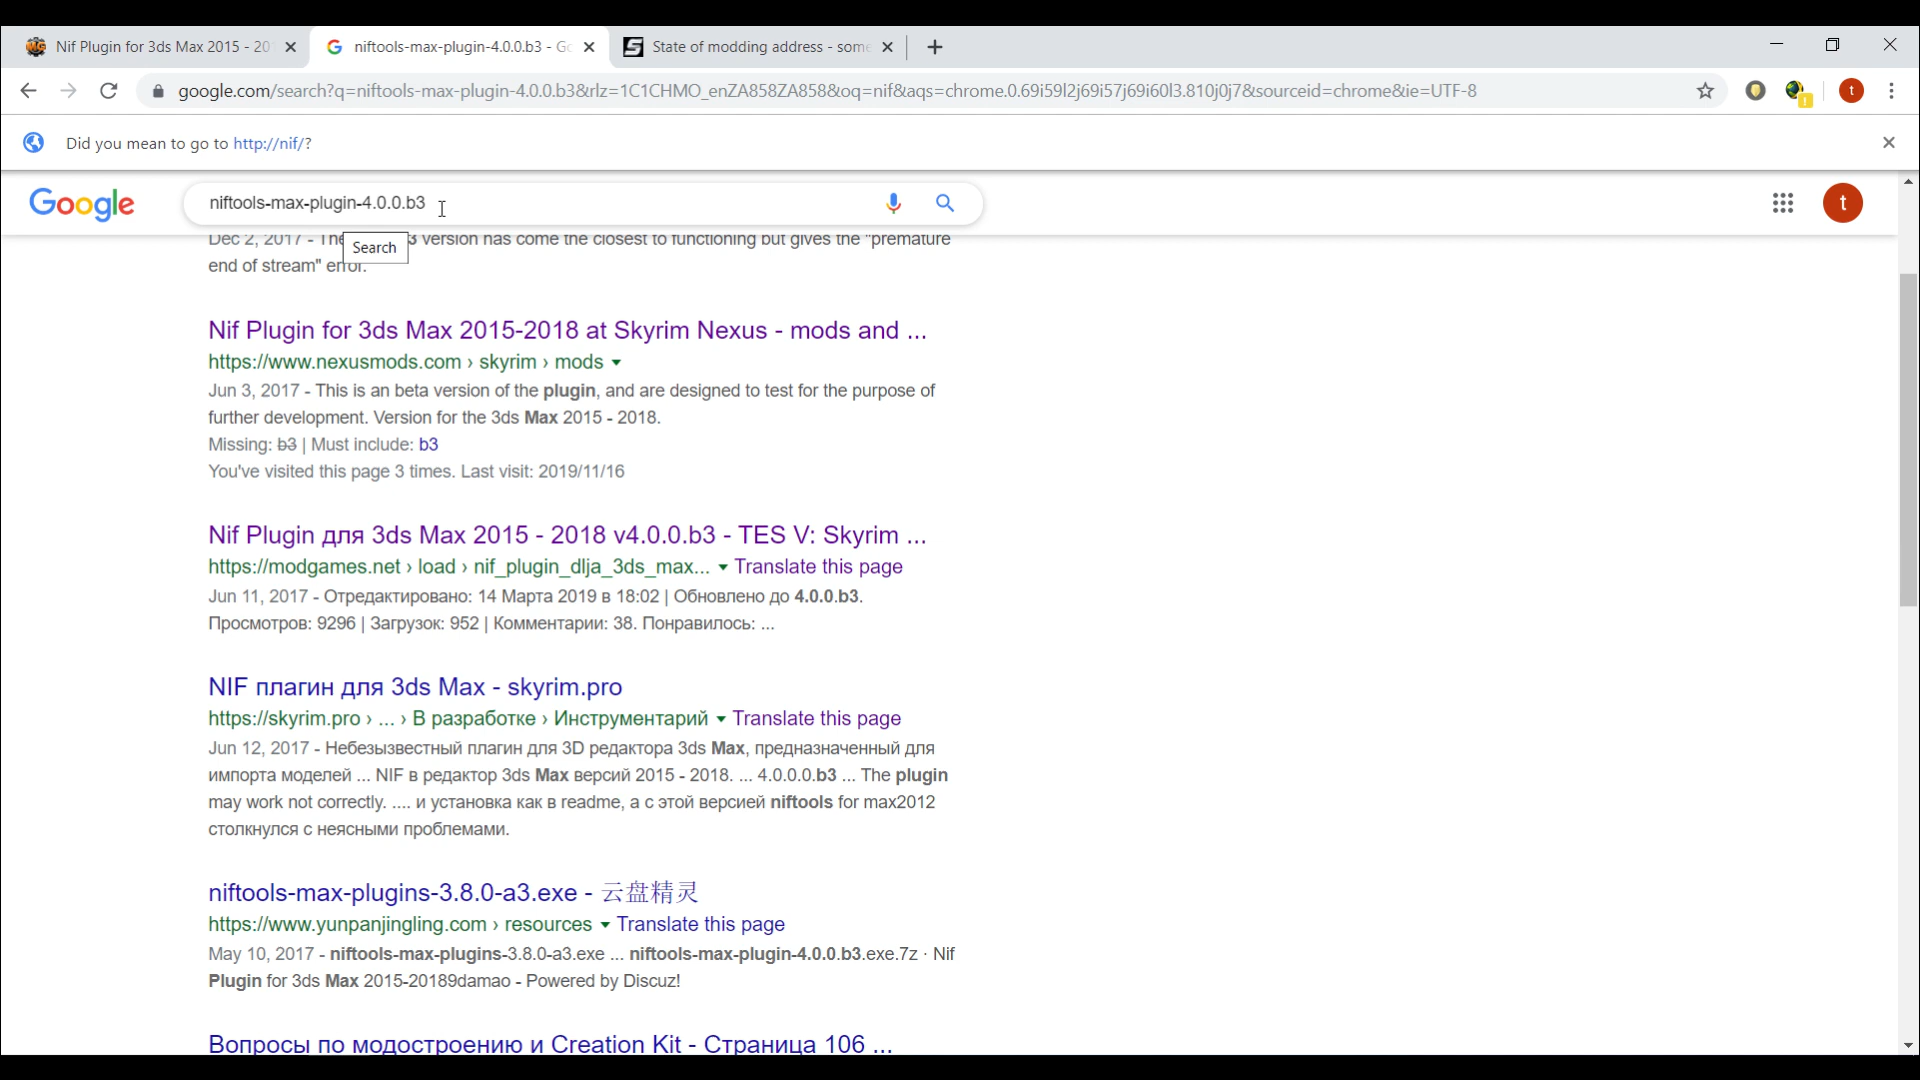 Nif Plugin for 3ds Max 2015 - 20
niftools-max-plugin-4.0.0.b3 - Go
State of modding address - some
google.com/search?q=niftools-max-plugin-4.0.0.b3&rlz=1C1CHMO_enZA858ZA858&oq=nif&aqs=chrome.0.69i59l2j69i57j69i60l3.810j0j7&sourceid=chrome&ie=UTF-8
t
Did you mean to go to http://nif/?
Google
niftools-max-plugin-4.0.0.b3
t
Dec 2, 2017 - The 3 version has come the closest to functioning but gives the "premature
Search
end of stream" error.
Nif Plugin for 3ds Max 2015-2018 at Skyrim Nexus - mods and ...
https://www.nexusmods.com › skyrim › mods
Jun 3, 2017 - This is an beta version of the plugin, and are designed to test for the purpose of
further development. Version for the 3ds Max 2015 - 2018.
Missing: b3 | Must include: b3
You've visited this page 3 times. Last visit: 2019/11/16
Nif Plugin для 3ds Max 2015 - 2018 v4.0.0.b3 - TES V: Skyrim ...
https://modgames.net › load › nif_plugin_dlja_3ds_max... Translate this page
Jun 11, 2017 - Отредактировано: 14 Марта 2019 в 18:02 | Обновлено до 4.0.0.b3.
Просмотров: 9296 | Загрузок: 952 | Комментарии: 38. Понравилось: ...
NIF плагин для 3ds Max - skyrim.pro
https://skyrim.pro › ... › В разработке › Инструментарий Translate this page
Jun 12, 2017 - Небезызвестный плагин для 3D редактора 3ds Max, предназначенный для
импорта моделей ... NIF в редактор 3ds Max версий 2015 - 2018. ... 4.0.0.0.b3 ... The plugin
may work not correctly. .... и установка как в readme, а с этой версией niftools for max2012
столкнулся с неясными проблемами.
niftools-max-plugins-3.8.0-a3.exe - 云盘精灵
https://www.yunpanjingling.com › resources Translate this page
May 10, 2017 - niftools-max-plugins-3.8.0-a3.exe ... niftools-max-plugin-4.0.0.b3.exe.7z · Nif
Plugin for 3ds Max 2015-20189damao - Powered by Discuz!
Вопросы по модостроению и Creation Kit - Страница 106 ...